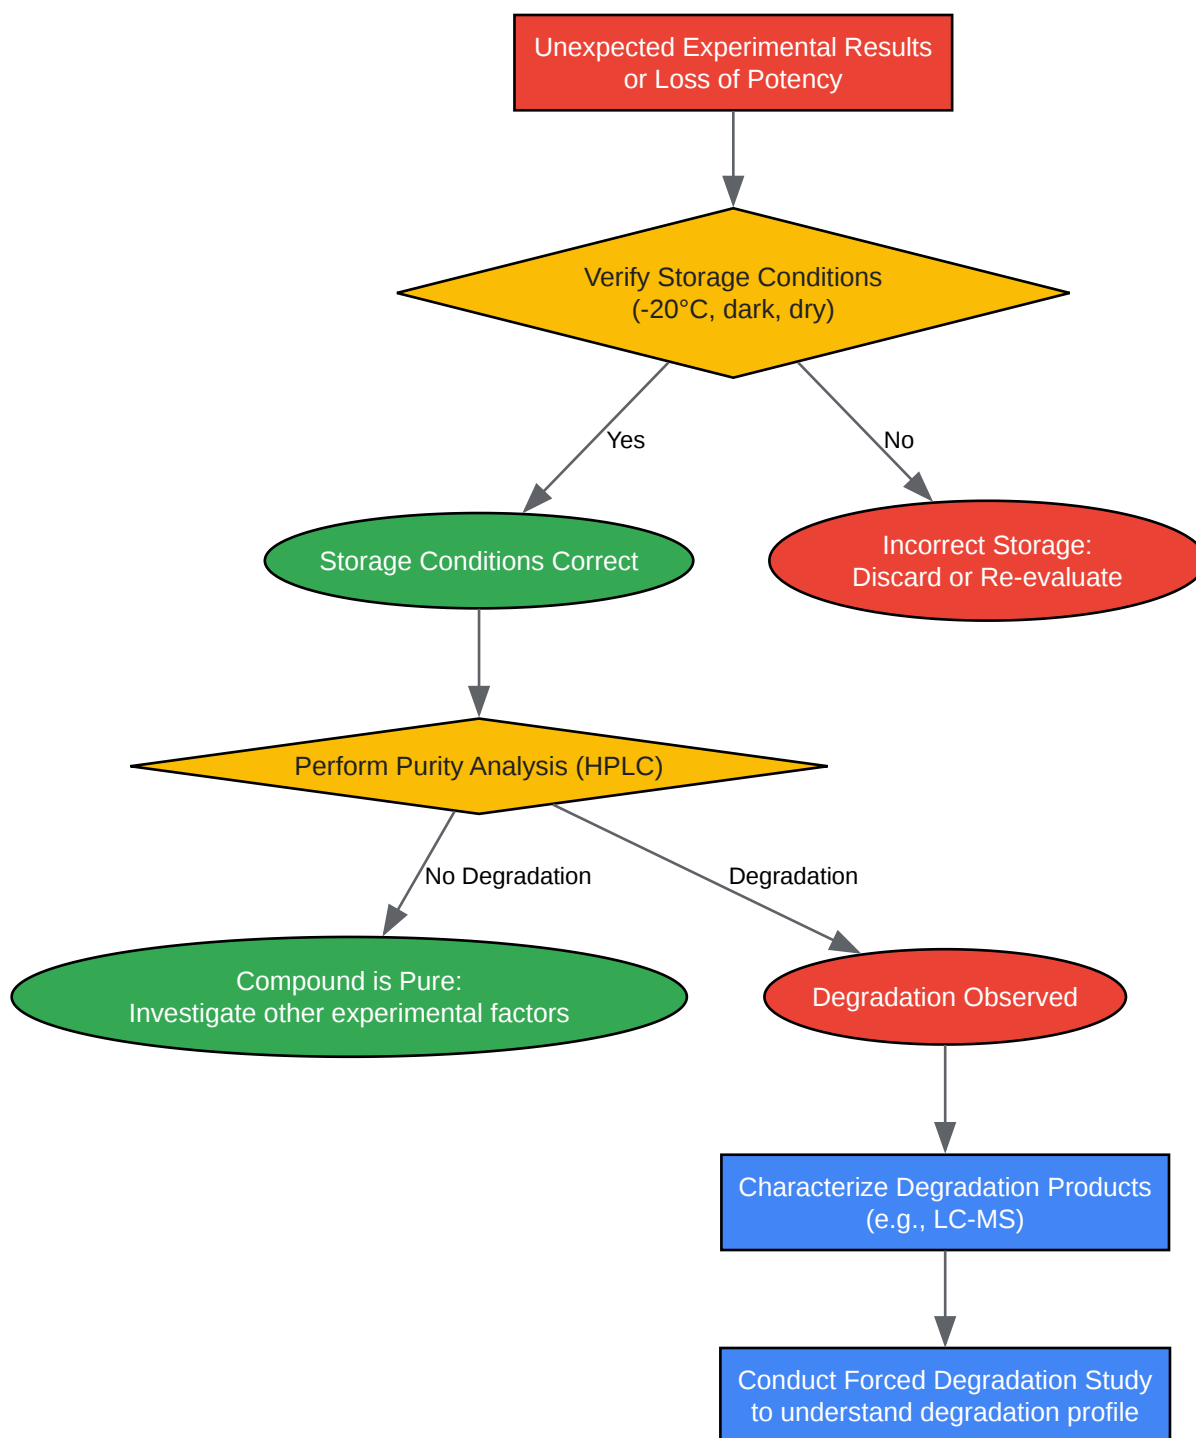 Unexpected Experimental Results
or Loss of Potency
Verify Storage Conditions
(-20°C, dark, dry)
Yes
No
Storage Conditions Correct
Incorrect Storage:
Discard or Re-evaluate
Perform Purity Analysis (HPLC)
No Degradation
Degradation
Compound is Pure:
Investigate other experimental factors
Degradation Observed
Characterize Degradation Products
(e.g., LC-MS)
Conduct Forced Degradation Study
to understand degradation profile